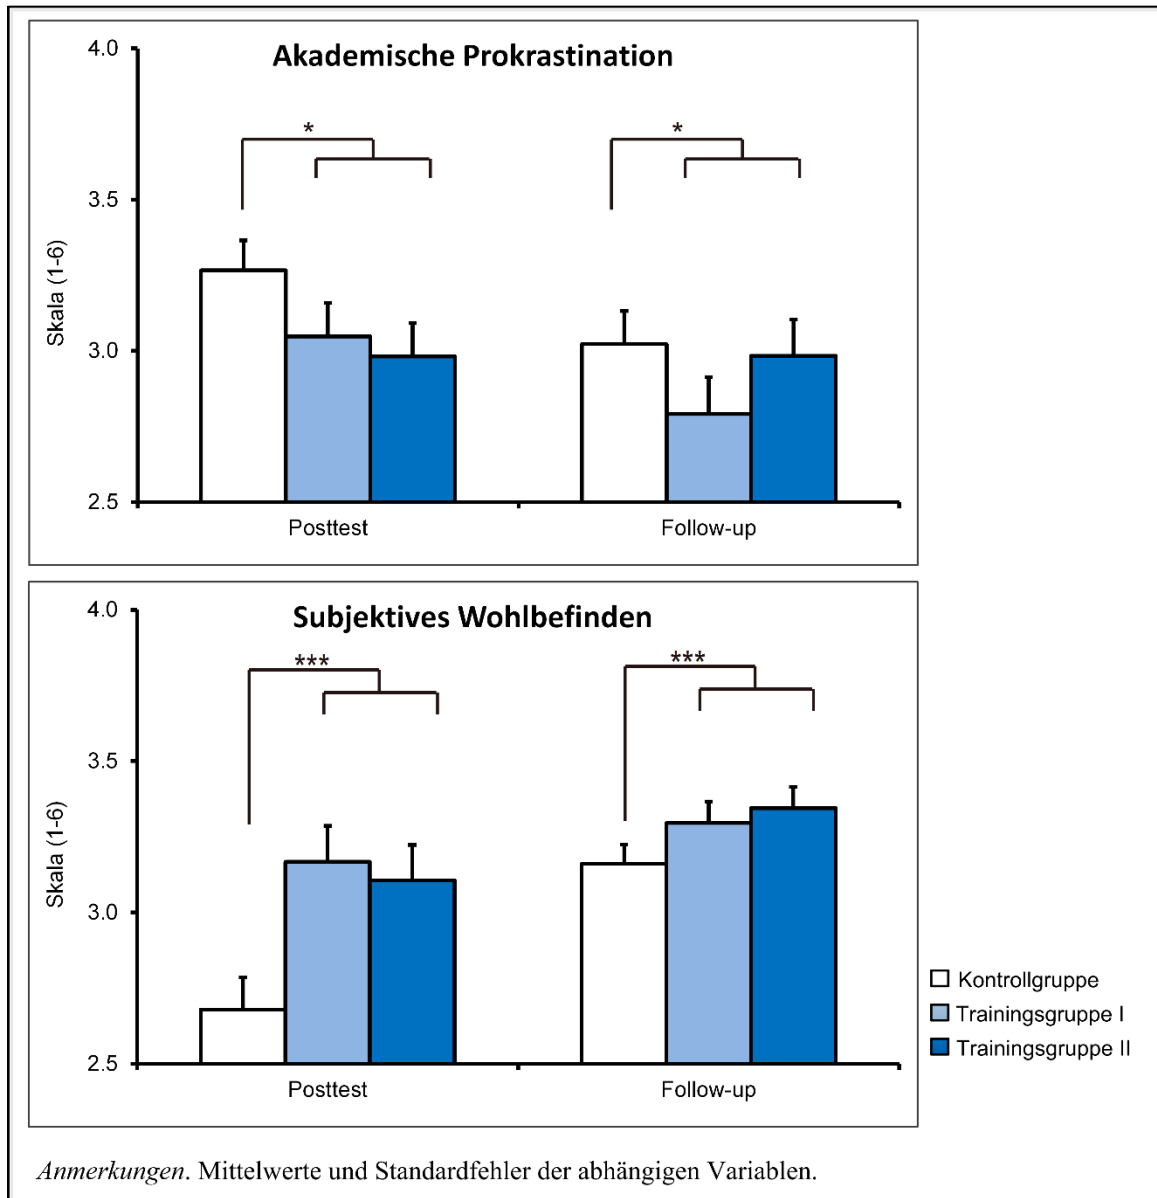 Akademische Prokrastination
4.0
3.5
3.0
2.5
Skala (1-6)
*
*
Posttest
Follow-up
Subjektives Wohlbefinden
4.0
3.5
3.0
2.5
Skala (1-6)
***
***
Posttest
Follow-up
Kontrollgruppe
Trainingsgruppe I
Trainingsgruppe II
Anmerkungen. Mittelwerte und Standardfehler der abhängigen Variablen.